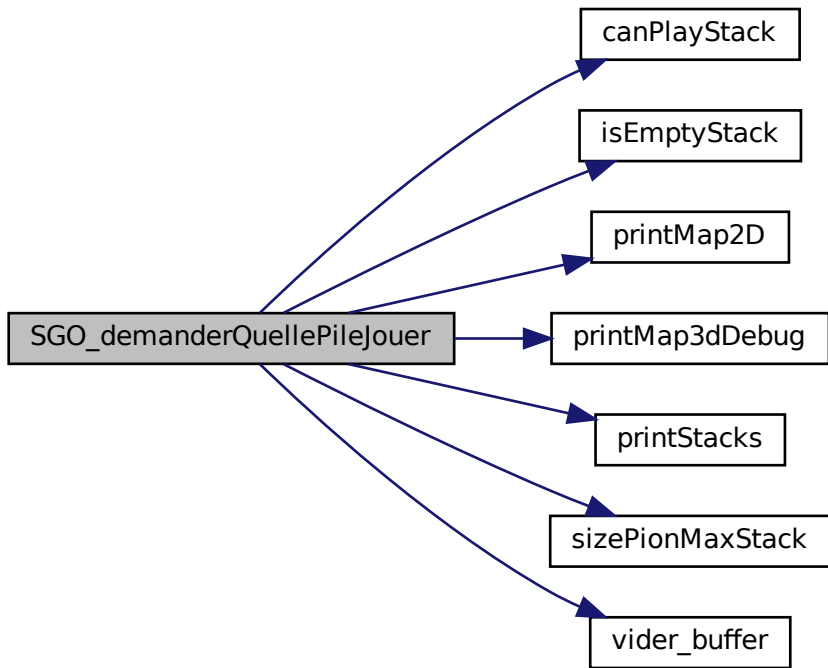 canPlayStack
isEmptyStack
printMap2D
SGO_demanderQuellePileJouer
printMap3dDebug
printStacks
sizePionMaxStack
vider_buffer